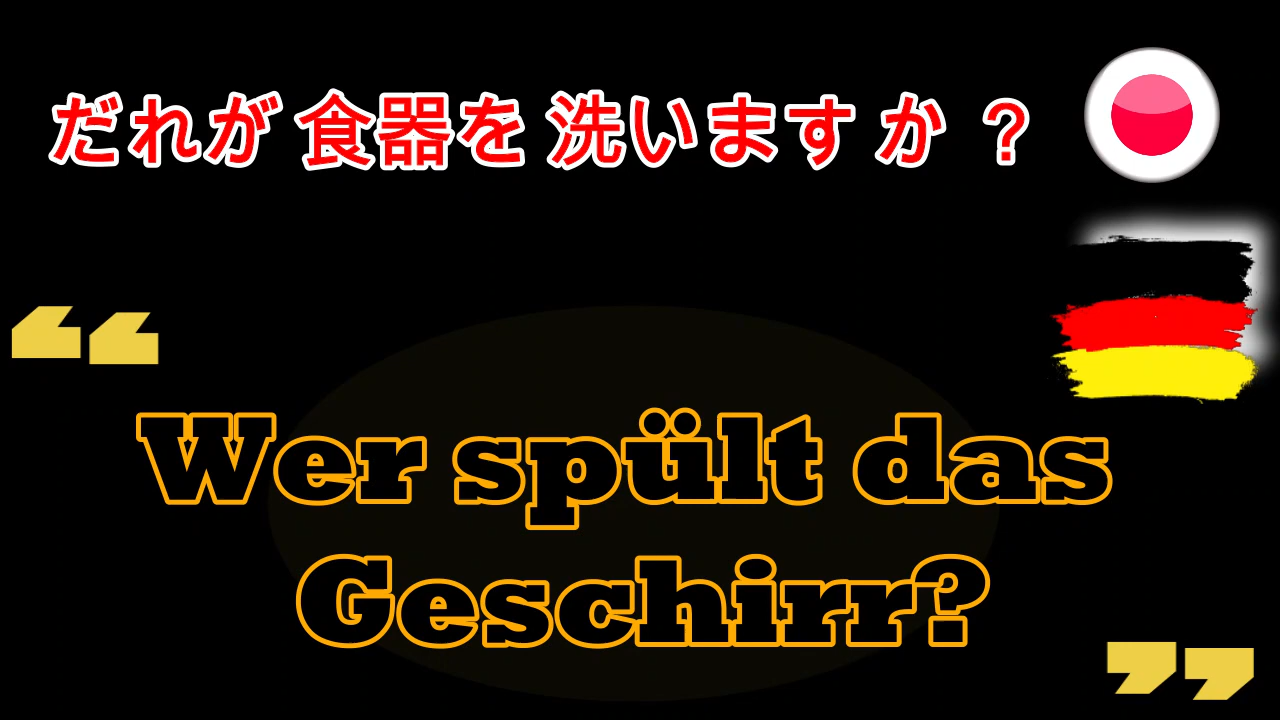 だれが 食器を 洗います か ？
“
Wer spült das
Geschirr?
”